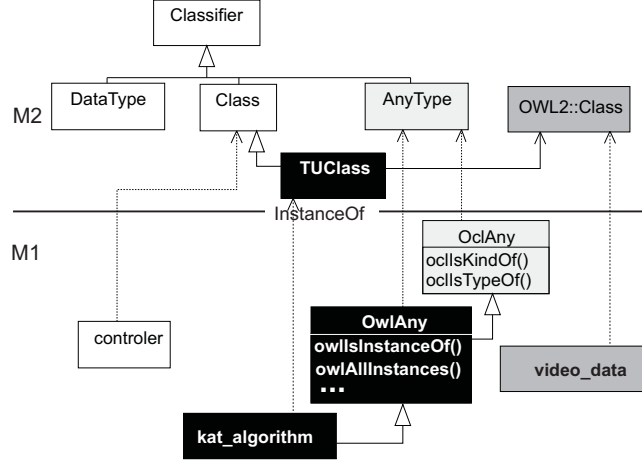 Classifier
DataType
Class
AnyType
OWL2::Class
M2
TUClass
InstanceOf
M1
OclAny
oclIsKindOf()
oclIsTypeOf()
OwlAny
owlIsInstanceOf()
owlAllInstances()
...
controler
video_data
kat_algorithm